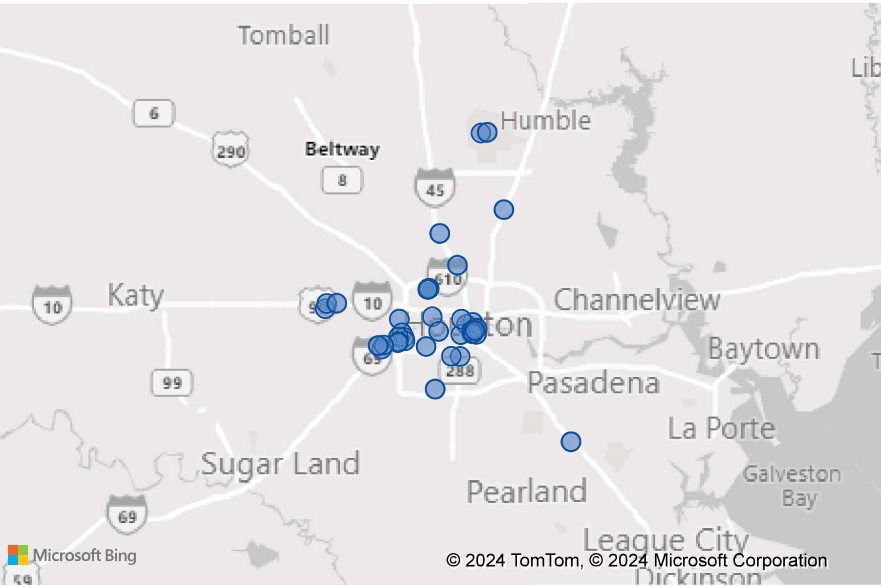 Tomball
Lib
6
Humble
290
Beltway
8
45
610
Katy
10
10
Channelview
Baytown
69
288
99
Pasadena
La Porte
Sugar Land
Galveston
Bay
Pearland
69
League City
Microsoft Bing
© 2024 TomTom, © 2024 Microsoft Corporation
Dickinson
59